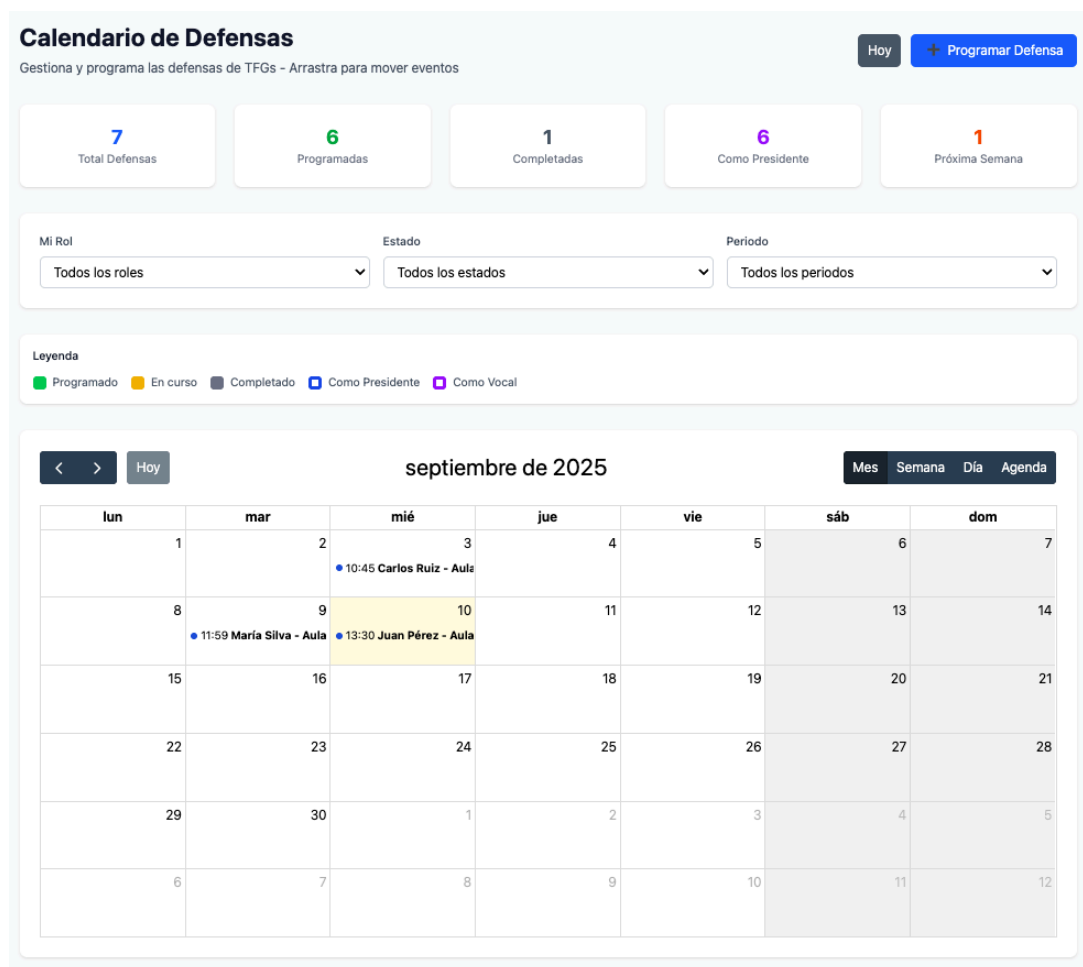 Calendario de Defensas
Gestiona y programa las defensas de TFGs - Arrastra para mover eventos
Hoy
Programar Defensa
7
Total Defensas
6
Programadas
1
Completadas
6
Como Presidente
1
Próxima Semana
Mi Rol
Todos los roles
Estado
Todos los estados
Periodo
Todos los periodos
Leyenda
Programado En curso Completado Como Presidente Como Vocal
Hoy
septiembre de 2025
Mes Semana Día Agenda
lun mar mié jue vie sáb dom
1 2 3 4 5 6 7
10:45 Carlos Ruiz - Aula
8 9 10 11 12 13 14
11:59 María Silva - Aula 13:30 Juan Pérez - Aula
15 16 17 18 19 20 21
22 23 24 25 26 27 28
29 30 1 2 3 4 5
6 7 8 9 10 11 12